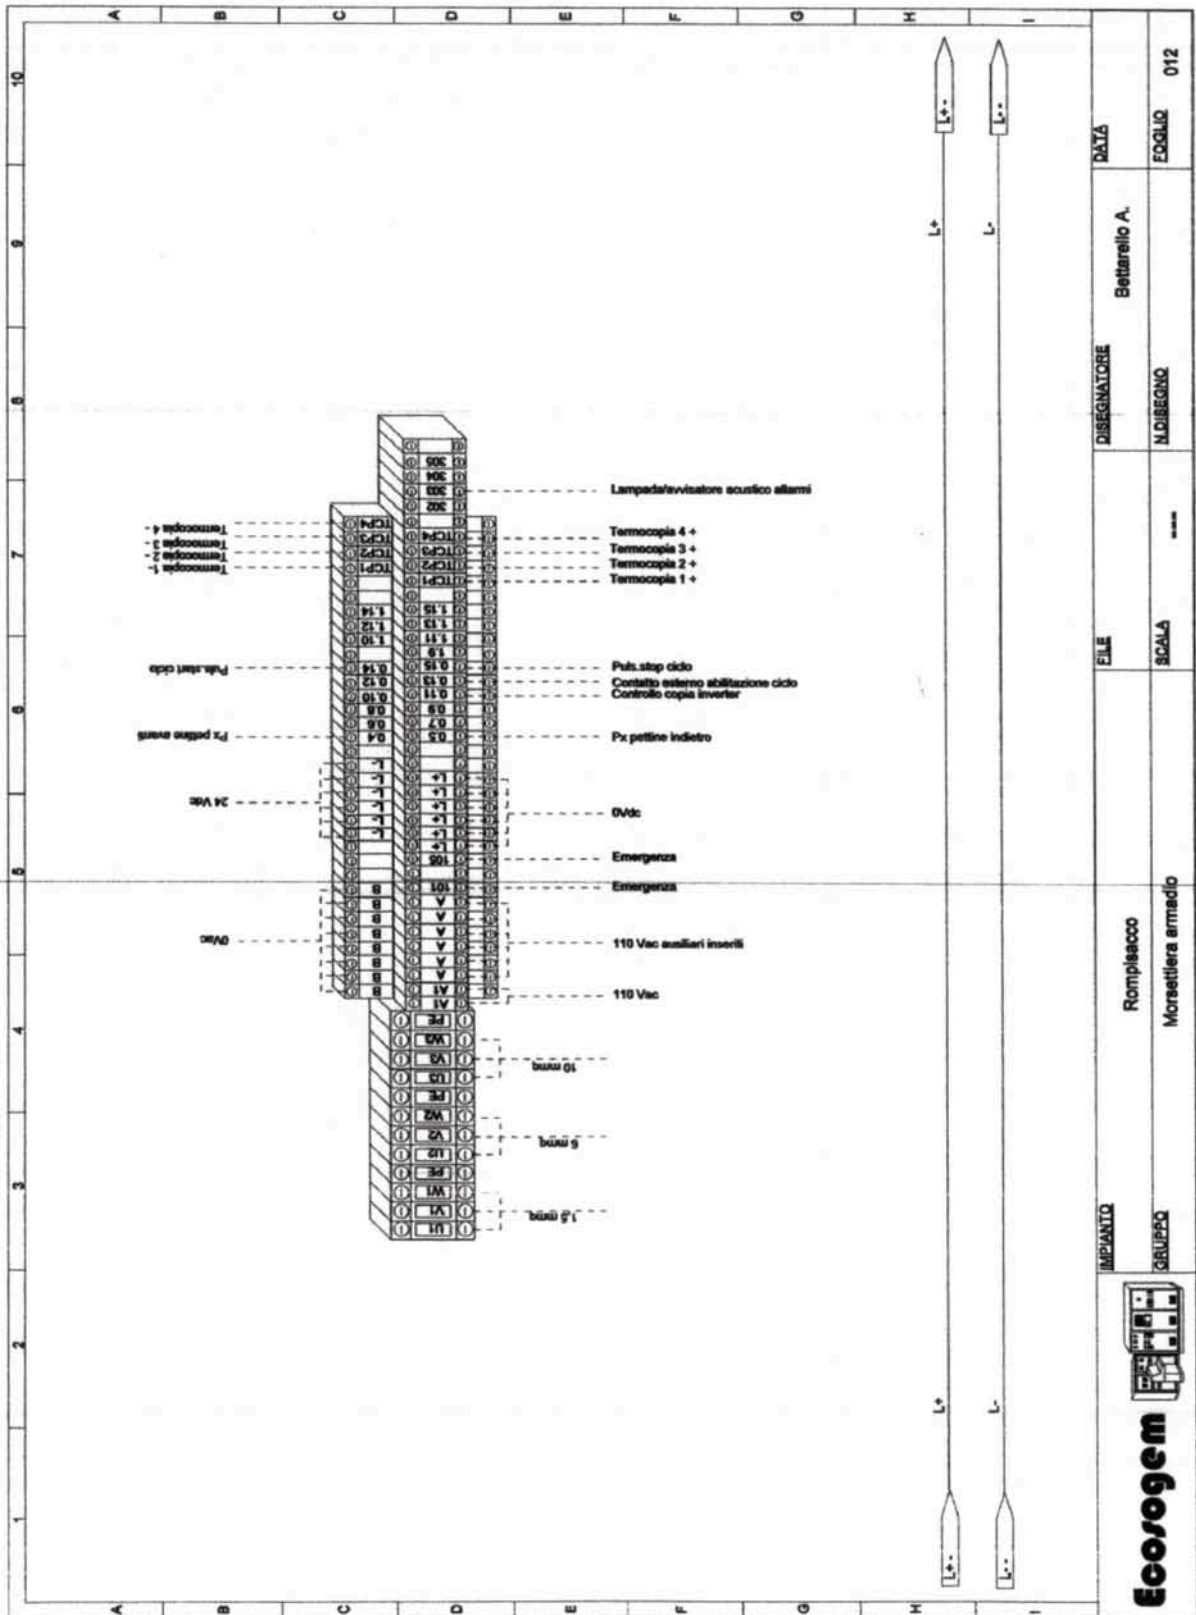 1 2 3 4 5 6 7 8 9 10
A
B
C
D
E
F
G
H
I
A
B
C
D
E
F
G
H
I
0Vac
24 Vdc
Px pettine avanti
Puls.start ciclo
Termocopia 1-
Termocopia 2 -
Termocopia 3 -
Termocopia 4 -
B B B B B B B B L- L- L- L- L- L- 0.4 0.6 0.8 0.10 0.12 0.14 1.10 1.12 1.14 TCP1 TCP2 TCP3 TCP4
U1 V1 W1 PE U2 V2 W2 PE U3 V3 W3 PE A1 A1 A A A A A A 101 105 L+ L+ L+ L+ L+ L+ 0.5 0.7 0.9 0.11 0.13 0.15 1.9 1.11 1.13 1.15 TCP1 TCP2 TCP3 TCP4 302 303 304 305
1,5 mmq
6 mmq
10 mmq
110 Vac
110 Vac ausiliari inseriti
Emergenza
Emergenza
0Vdc
Px pettine indietro
Controllo copia inverter
Contatto esterno abilitazione ciclo
Puls.stop ciclo
Termocopia 1 +
Termocopia 2 +
Termocopia 3 +
Termocopia 4 +
Lampada/avvisatore acustico allarmi
L+ - L+ L+ L+ -
L- - L- L- L- -
Ecosogem
IMPIANTO
Rompisacco
FILE
DISEGNATORE
Bettarello A.
DATA
GRUPPO
Morsettiera armadio
SCALA
----
N.DISEGNO
FOGLIO
012